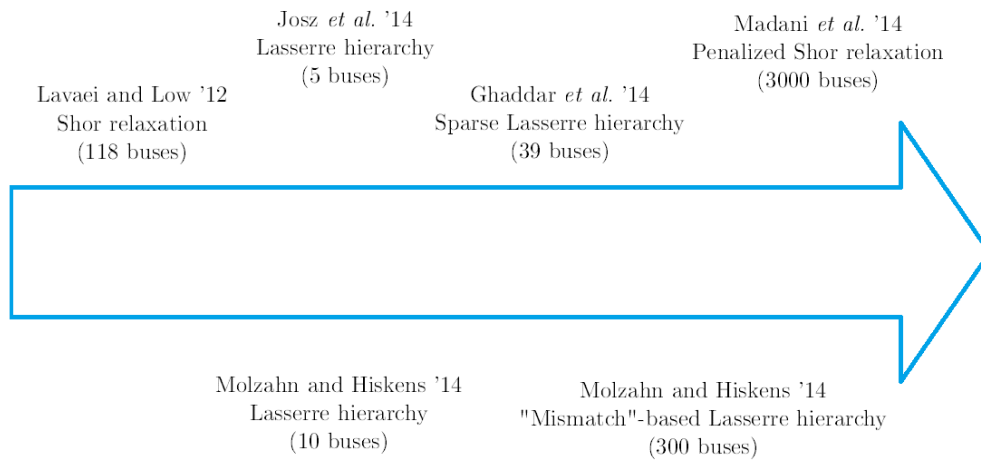 Josz et al. '14
Lasserre hierarchy
(5 buses)
Madani et al. '14
Penalized Shor relaxation
(3000 buses)
Lavaei and Low '12
Shor relaxation
(118 buses)
Ghaddar et al. '14
Sparse Lasserre hierarchy
(39 buses)
Molzahn and Hiskens '14
Lasserre hierarchy
(10 buses)
Molzahn and Hiskens '14
"Mismatch"-based Lasserre hierarchy
(300 buses)